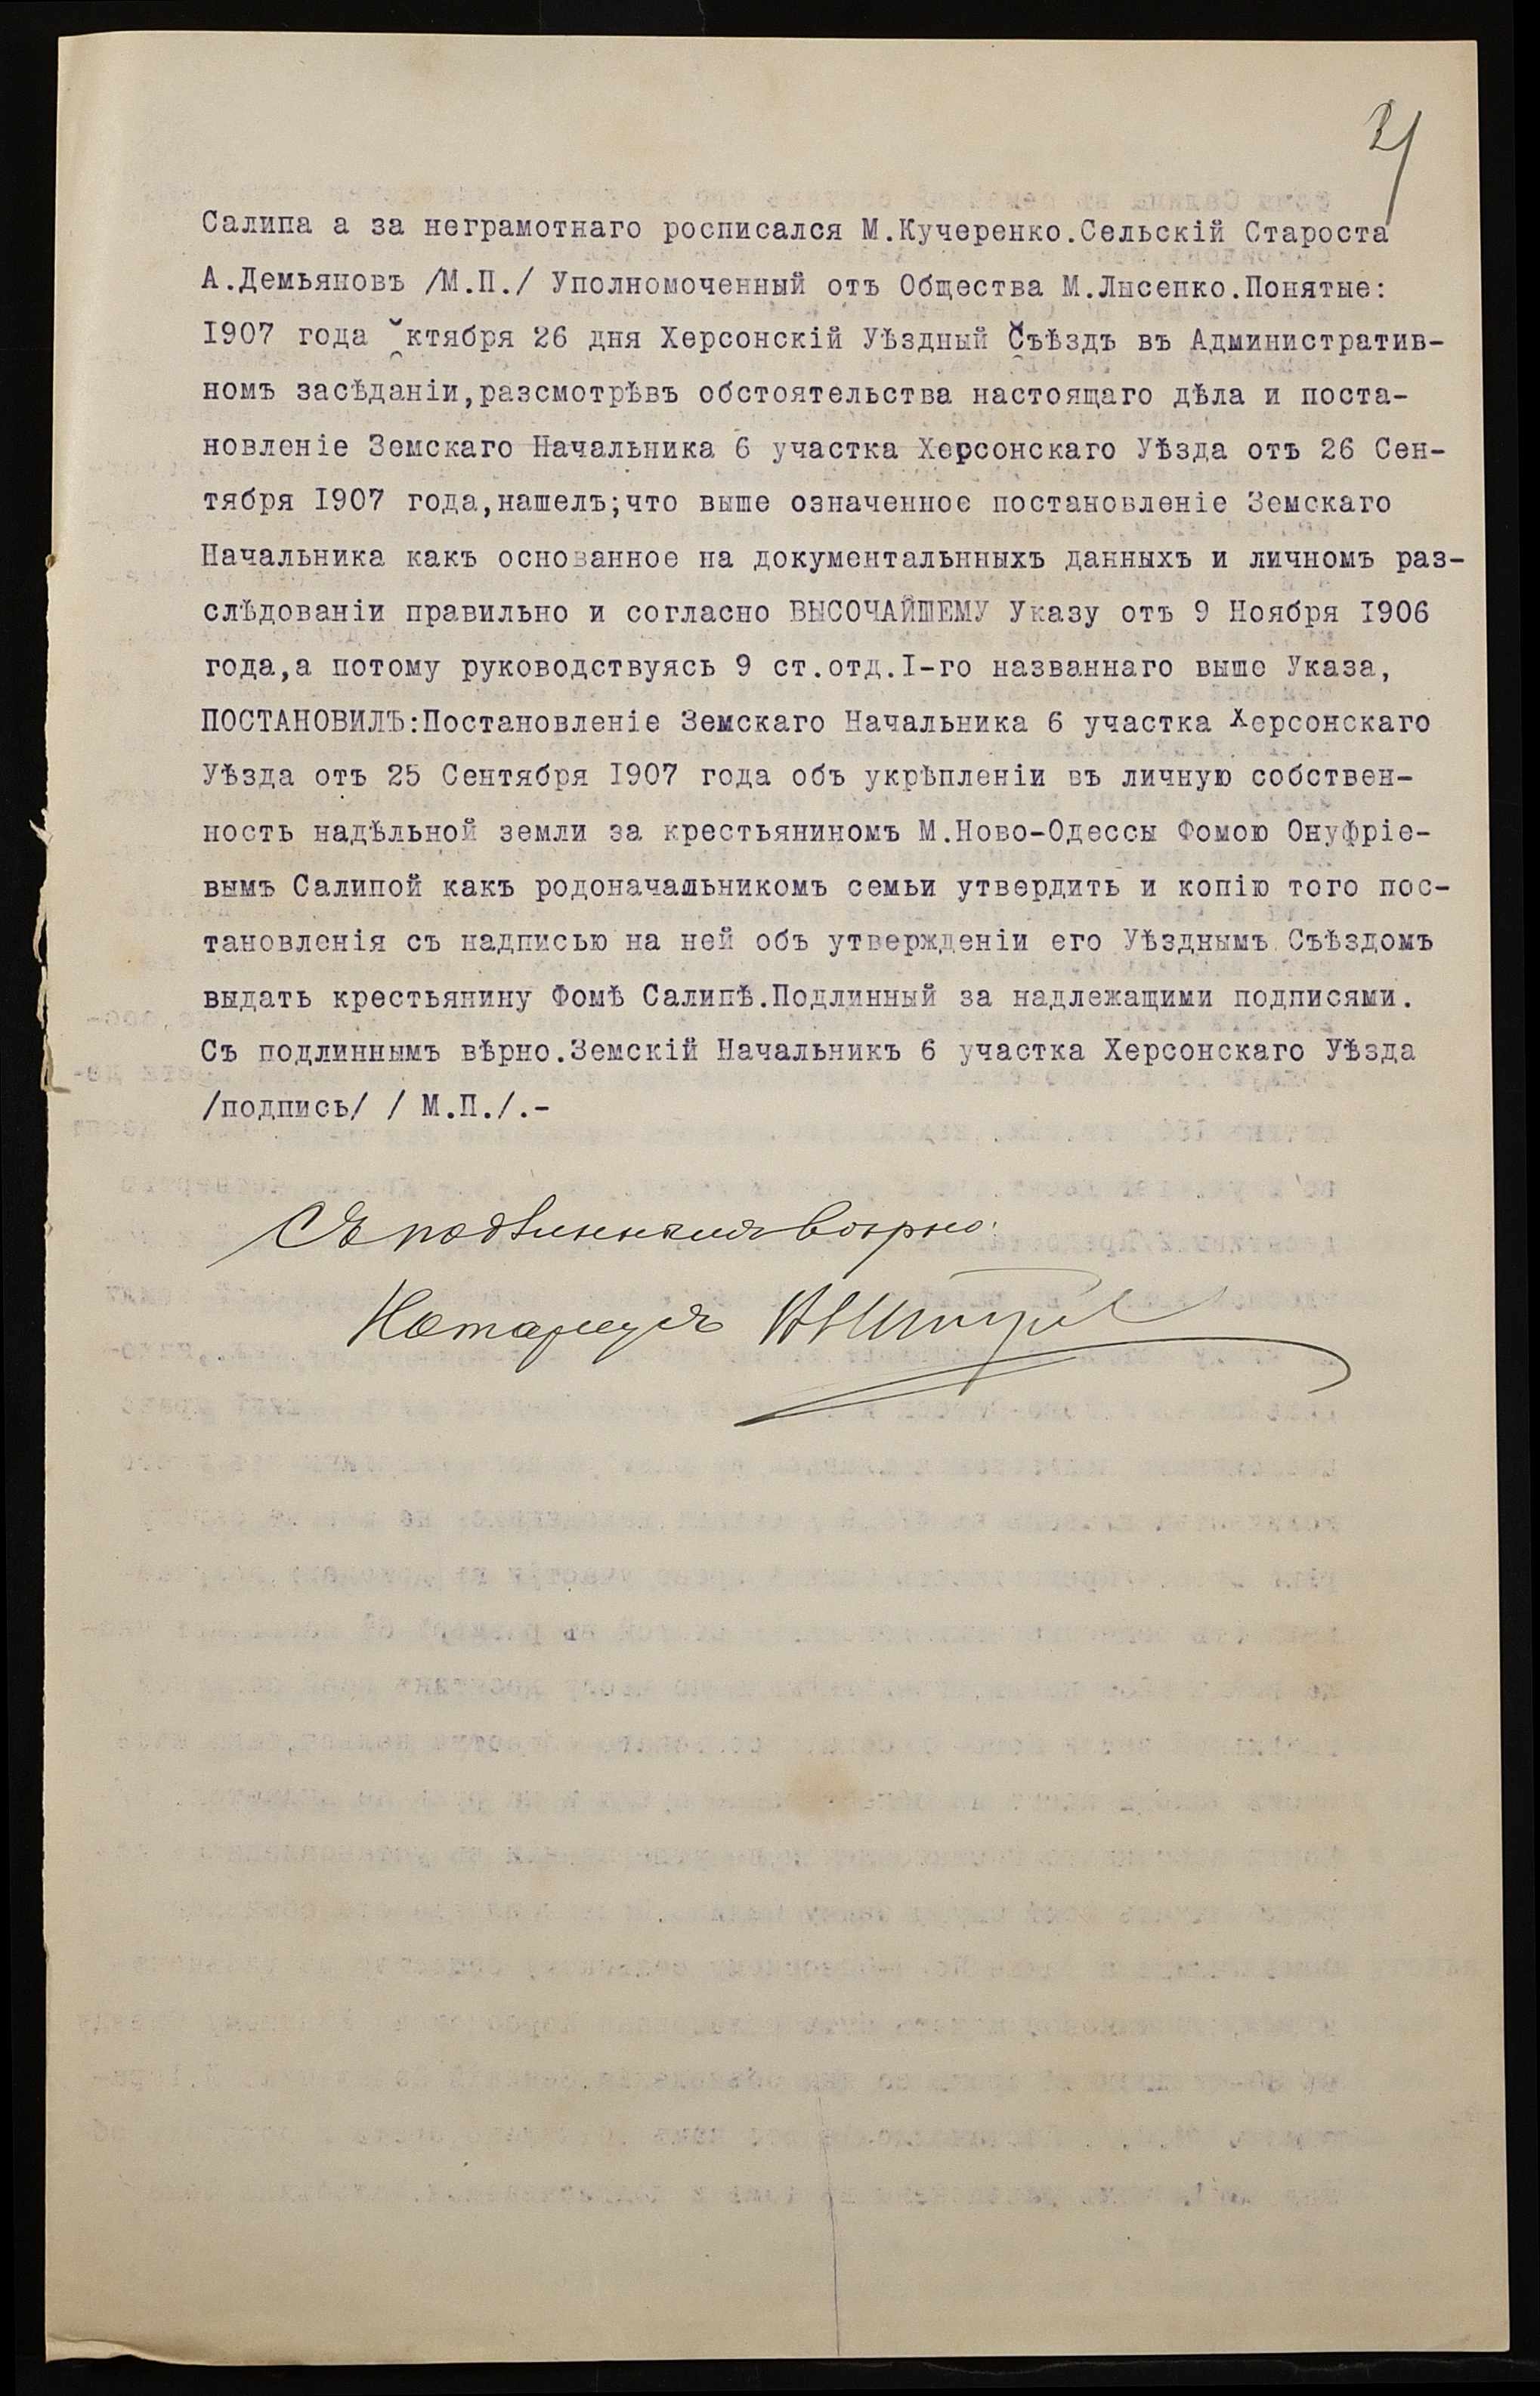 31
Салипа а за неграмотнаго росписался М.Кучеренко.Сельскій Староста
А.Демьяновъ /М.П./ Уполномоченный отъ Общества М.Лысенко.Понятые:
1907 года ктября 26 дня Херсонскій Уѣздный Съѣздъ въ Административ-
номъ засѣданіи,разсмотрѣвъ обстоятельства настоящаго дѣла и поста-
новленіе Земскаго Начальника 6 участка Херсонскаго Уѣзда отъ 26 Сен-
тября 1907 года,нашелъ;что выше означенное постановленіе Земскаго
Начальника какъ основанное на документальнныхъ данныхъ и личномъ раз-
слѣдованіи правильно и согласно ВЫСОЧАЙШЕМУ Указу отъ 9 Ноября 1906
года,а потому руководствуясь 9 ст.отд.I-го названнаго выше Указа,
ПОСТАНОВИЛЪ:Постановленіе Земскаго Начальника 6 участка Херсонскаго
Уѣзда отъ 25 Сентября 1907 года объ укрѣпленіи въ личную собствен-
ность надѣльной земли за крестьяниномъ М.Ново-Одессы Фомою Онуфріе-
вымъ Салипой какъ родоначальникомъ семьи утвердить и копію того пос-
тановленія съ надписью на ней объ утвержденіи его Уѣзднымъ Съѣздомъ
выдать крестьянину Фомѣ Салипѣ.Подлинный за надлежащими подписями.
Съ подлиннымъ вѣрно.Земскій Начальникъ 6 участка Херсонскаго Уѣзда
/подпись/ / М.П./.-
Съ подлиннымъ вѣрно.
Нотаріусъ